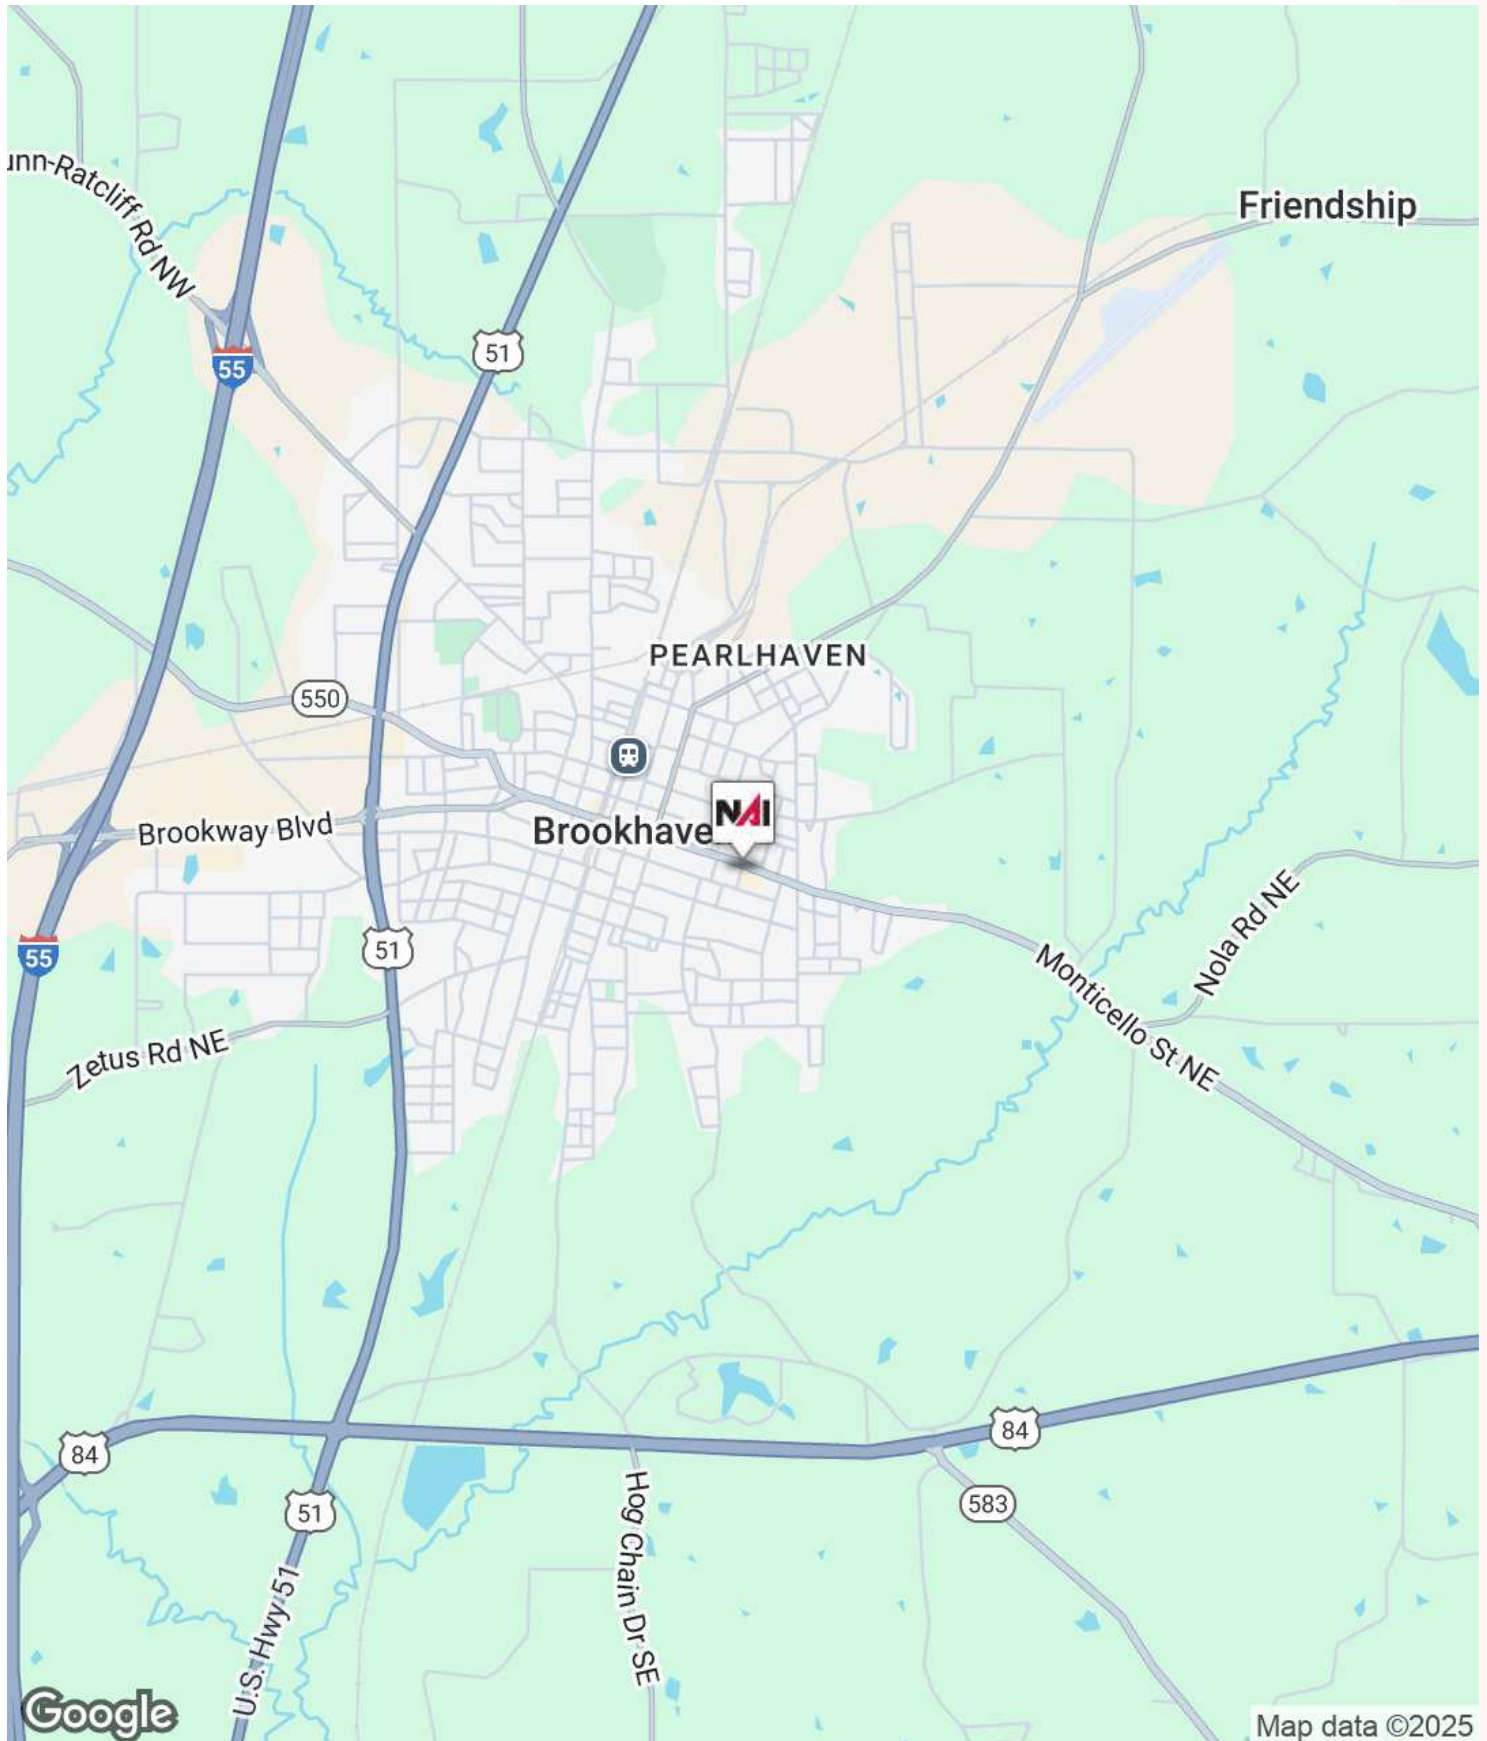 unn-Ratcliff Rd NW
Friendship
51
55
PEARLHAVEN
550
NAI
Brookhave
Brookway Blvd
51
55
Nola Rd NE
Monticello St NE
Zetus Rd NE
84
84
583
51
Hog Chain Dr SE
U.S. Hwy 51
Google
Map data ©2025